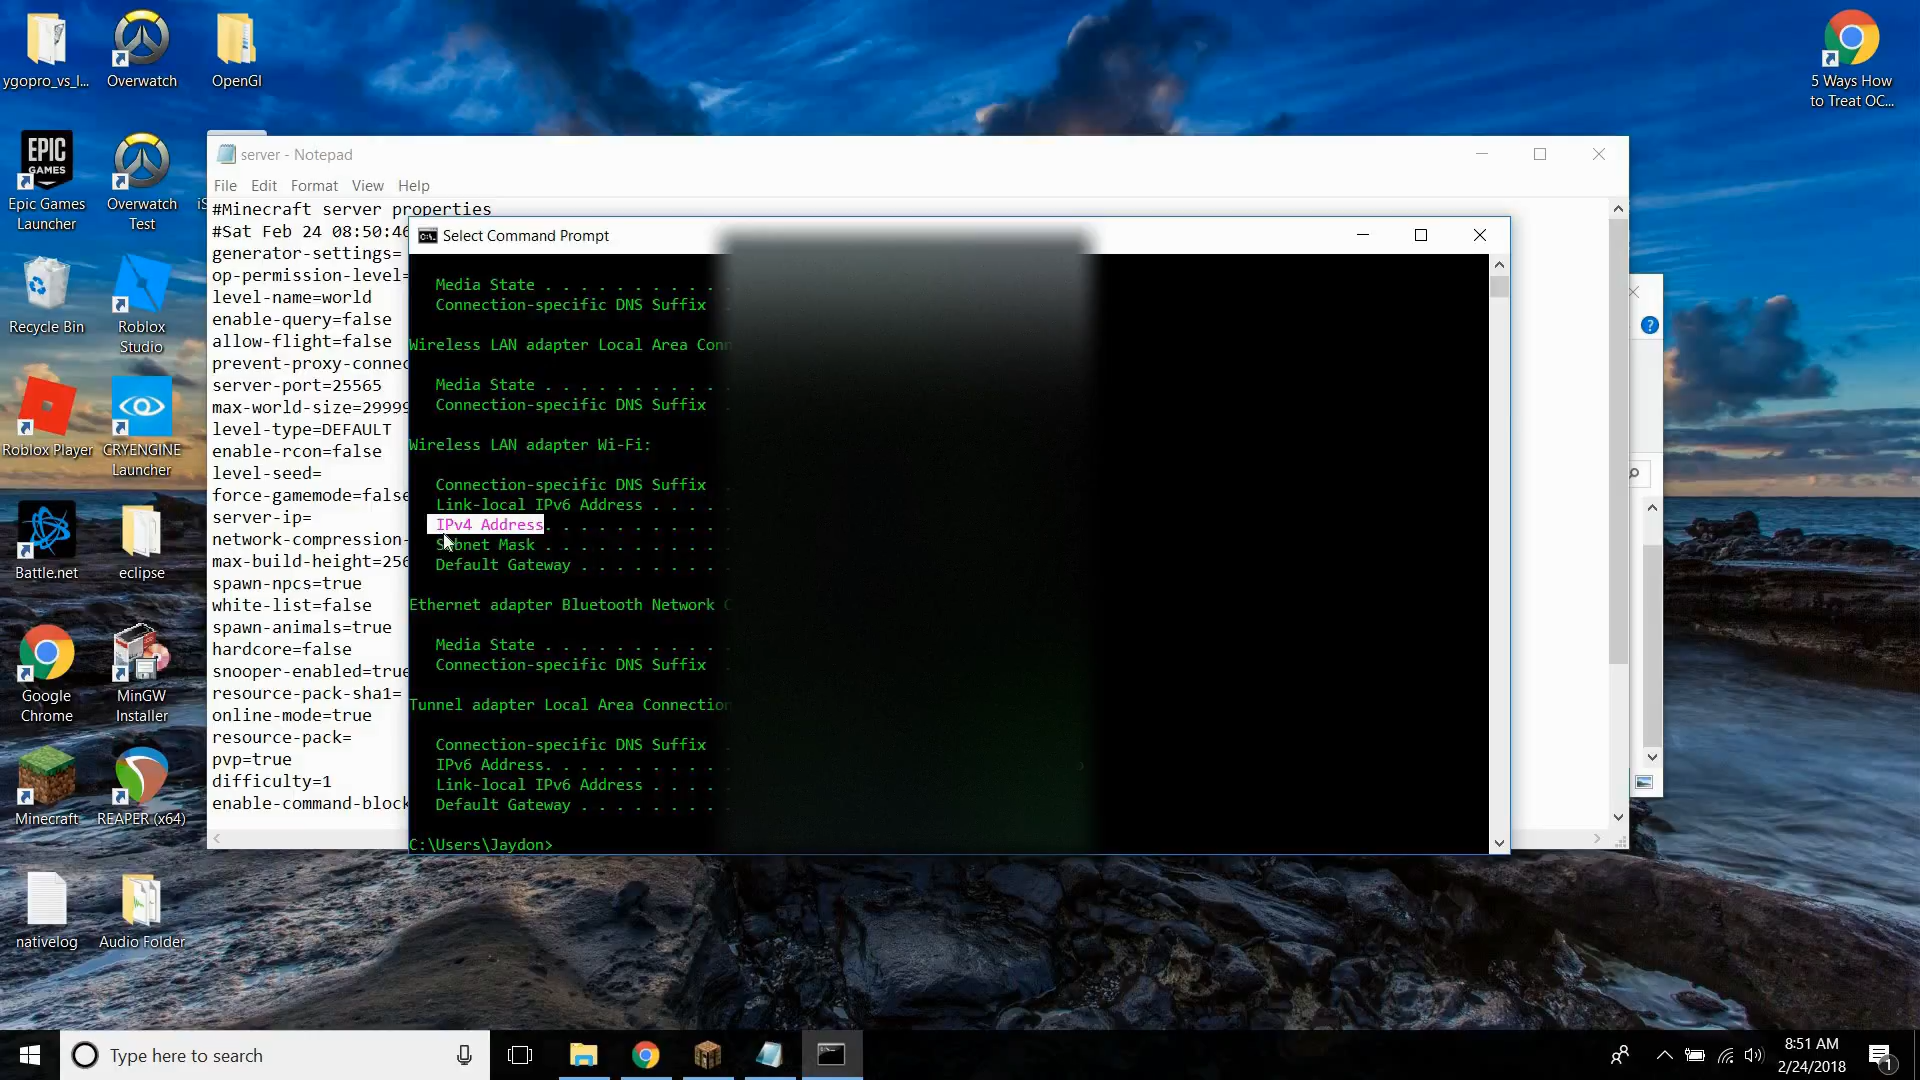 ygopro_vs_l...
Overwatch
OpenGl
5 Ways How
to Treat OC...
EPIC
GAMES
Epic Games
Launcher
Overwatch
Test
Recycle Bin
Roblox
Studio
Roblox Player
CRYENGINE
Launcher
Battle.net
eclipse
Google
Chrome
MinGW
Installer
Minecraft
REAPER (x64)
nativelog
Audio Folder
server - Notepad
File Edit Format View Help
#Minecraft server properties
#Sat Feb 24 08:50:46
generator-settings=
op-permission-level=
level-name=world
enable-query=false
allow-flight=false
prevent-proxy-connec
server-port=25565
max-world-size=29999
level-type=DEFAULT
enable-rcon=false
level-seed=
force-gamemode=false
server-ip=
network-compression-
max-build-height=256
spawn-npcs=true
white-list=false
spawn-animals=true
hardcore=false
snooper-enabled=true
resource-pack-sha1=
online-mode=true
resource-pack=
pvp=true
difficulty=1
enable-command-block
Select Command Prompt
Media State . . . . . . . . . . .
Connection-specific DNS Suffix .
Wireless LAN adapter Local Area Conn
Media State . . . . . . . . . . .
Connection-specific DNS Suffix .
Wireless LAN adapter Wi-Fi:
Connection-specific DNS Suffix .
Link-local IPv6 Address . . . . .
IPv4 Address. . . . . . . . . . .
Subnet Mask . . . . . . . . . . .
Default Gateway . . . . . . . . .
Ethernet adapter Bluetooth Network C
Media State . . . . . . . . . . .
Connection-specific DNS Suffix .
Tunnel adapter Local Area Connection
Connection-specific DNS Suffix .
IPv6 Address. . . . . . . . . . .
Link-local IPv6 Address . . . . .
Default Gateway . . . . . . . . .
C:\Users\Jaydon>
Type here to search
8:51 AM
2/24/2018
1